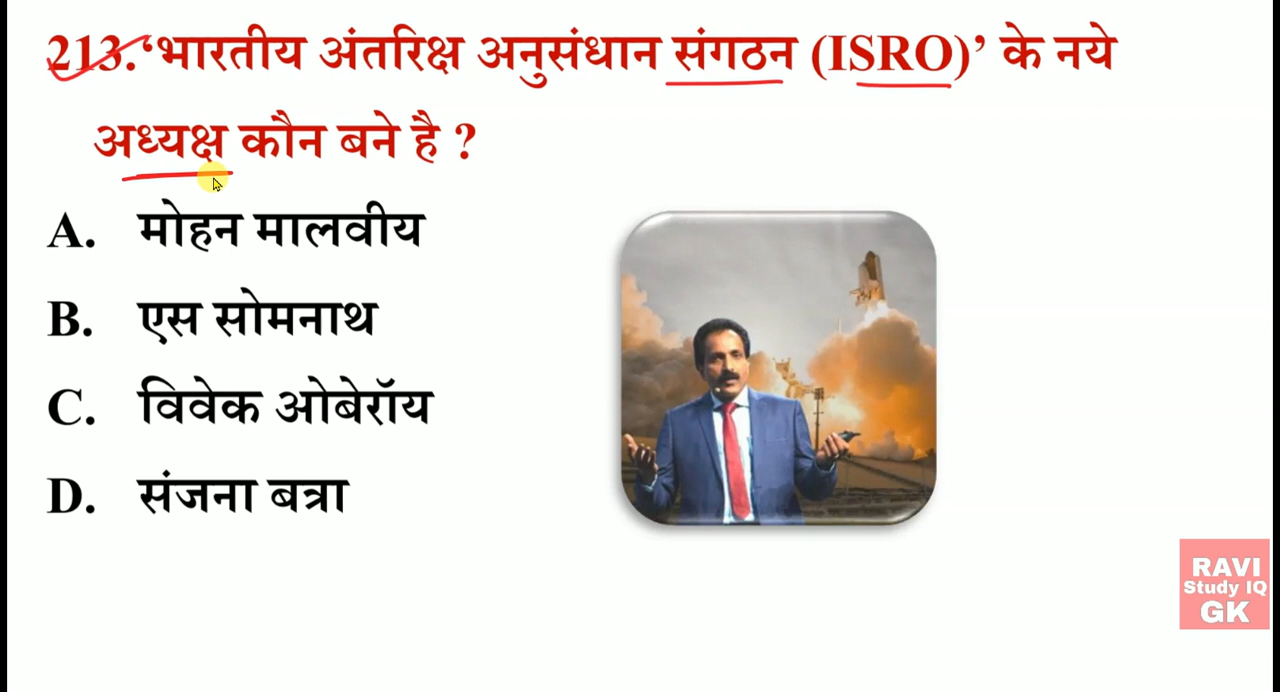 213. ‘भारतीय अंतरिक्ष अनुसंधान संगठन (ISRO)’ के नये
अध्यक्ष कौन बने है ?
A. मोहन मालवीय
B. एस सोमनाथ
C. विवेक ओबेरॉय
D. संजना बत्रा
RAVI
Study IQ
GK